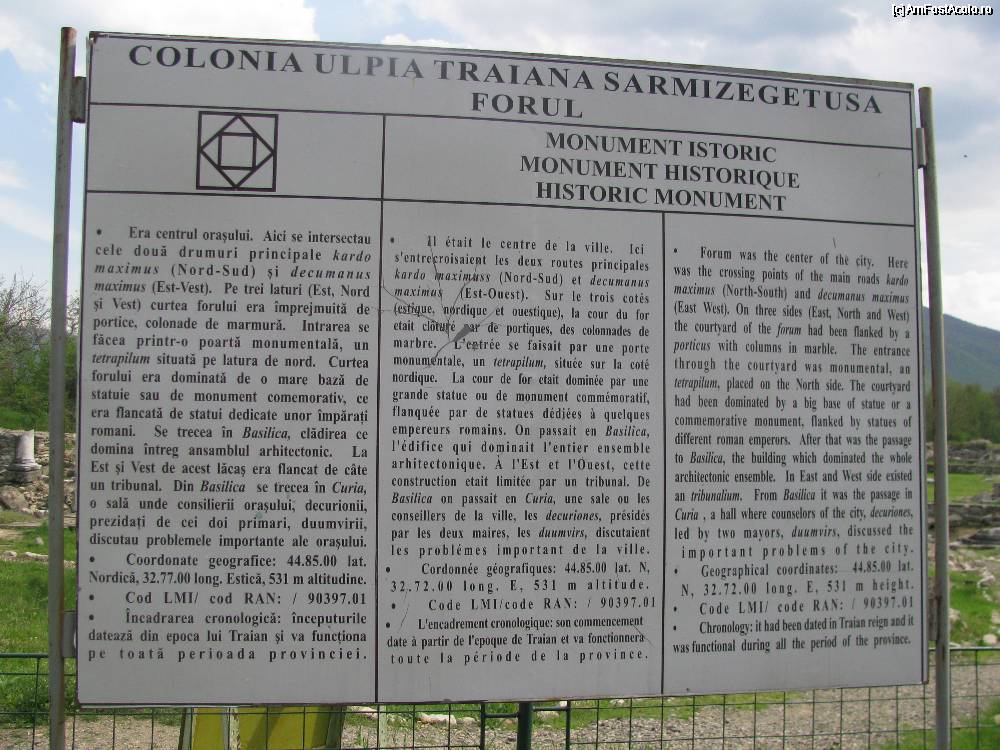 (c)AmFostAcolo.ro
COLONIA ULPIA TRAIANA SARMIZEGETUSA
FORUL
MONUMENT ISTORIC
MONUMENT HISTORIQUE
HISTORIC MONUMENT
• Era centrul orașului. Aici se intersectau
cele două drumuri principale kardo
maximus (Nord-Sud) și decumanus
maximus (Est-Vest). Pe trei laturi (Est, Nord
și Vest) curtea forului era împrejmuită de
portice, colonade de marmură. Intrarea se
făcea printr-o poartă monumentală, un
tetrapilum situată pe latura de nord. Curtea
forului era dominată de o mare bază de
statuie sau de monument comemorativ, ce
era flancată de statui dedicate unor împărați
romani. Se trecea în Basilica, clădirea ce
domina întreg ansamblul arhitectonic. La
Est și Vest de acest lăcaș era flancat de câte
un tribunal. Din Basilica se trecea în Curia,
o sală unde consilierii orașului, decurionii,
prezidați de cei doi primari, duumvirii,
discutau problemele importante ale orașului.
• Coordonate geografice: 44.85.00 lat.
Nordică, 32.77.00 long. Estică, 531 m altitudine.
• Cod LMI/ cod RAN: / 90397.01
• Încadrarea cronologică: începuturile
datează din epoca lui Traian și va funcționa
pe toată perioada provinciei.
• Il était le centre de la ville. Ici
s'entrecroisaient les deux routes principales
kardo maximuss (Nord-Sud) et decumanus
maximus (Est-Ouest). Sur le trois cotés
(estique, nordique et ouestique), la cour du for
etait clôturé par de portiques, des colonnades de
marbre. L'entrée se faisait par une porte
monumentale, un tetrapilum, située sur la coté
nordique. La cour de for etait dominée par une
grande statue ou de monument commémoratif,
flanquée par de statues dédjées à quelques
empereurs romains. On passait en Basilica,
l'édifice qui dominait l'entier ensemble
arhitectonique. À l'Est et l'Ouest, cette
construction etait limitée par un tribunal. De
Basilica on passait en Curia, une sale ou les
conseillers de la ville, les decuriones, présidés
par les deux maires, les duumvirs, discutaient
les problémes important de la ville.
• Cordonnée géografiques: 44.85.00 lat. N,
32.72.00 long. E, 531 m altitude.
• Code LMI/code RAN: / 90397.01
• L'encadrement cronologique: son commencement
date à partir de l'epoque de Traian et va fonctionnera
toute la période de la province.
• Forum was the center of the city. Here
was the crossing points of the main roads kardo
maximus (North-South) and decumanus maximus
(East West). On three sides (East, North and West)
the courtyard of the forum had been flanked by a
porticus with columns in marble. The entrance
through the courtyard was monumental, an
tetrapilum, placed on the North side. The courtyard
had been dominated by a big base of statue or a
commemorative monument, flanked by statues of
different roman emperors. After that was the passage
to Basilica, the building which dominated the whole
architectonic ensemble. In East and West side existed
an tribunalium. From Basilica it was the passage in
Curia , a hall where counselors of the city, decuriones,
led by two mayors, duumvirs, discussed the
important problems of the city.
• Geographical coordinates: 44.85.00 lat.
N, 32.72.00 long. E, 531 m height.
• Code LMI/ code RAN: / 90397.01
• Chronology: it had been dated in Traian reign and it
was functional during all the period of the province.